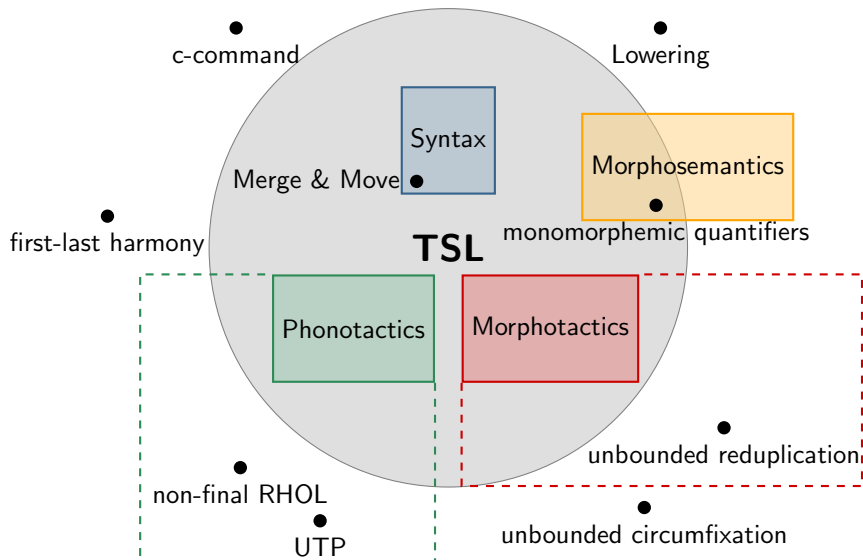 c-command
Lowering
Syntax
Morphosemantics
Merge & Move
monomorphemic quantifiers
first-last harmony
TSL
Phonotactics
Morphotactics
unbounded reduplication
non-final RHOL
unbounded circumfixation
UTP